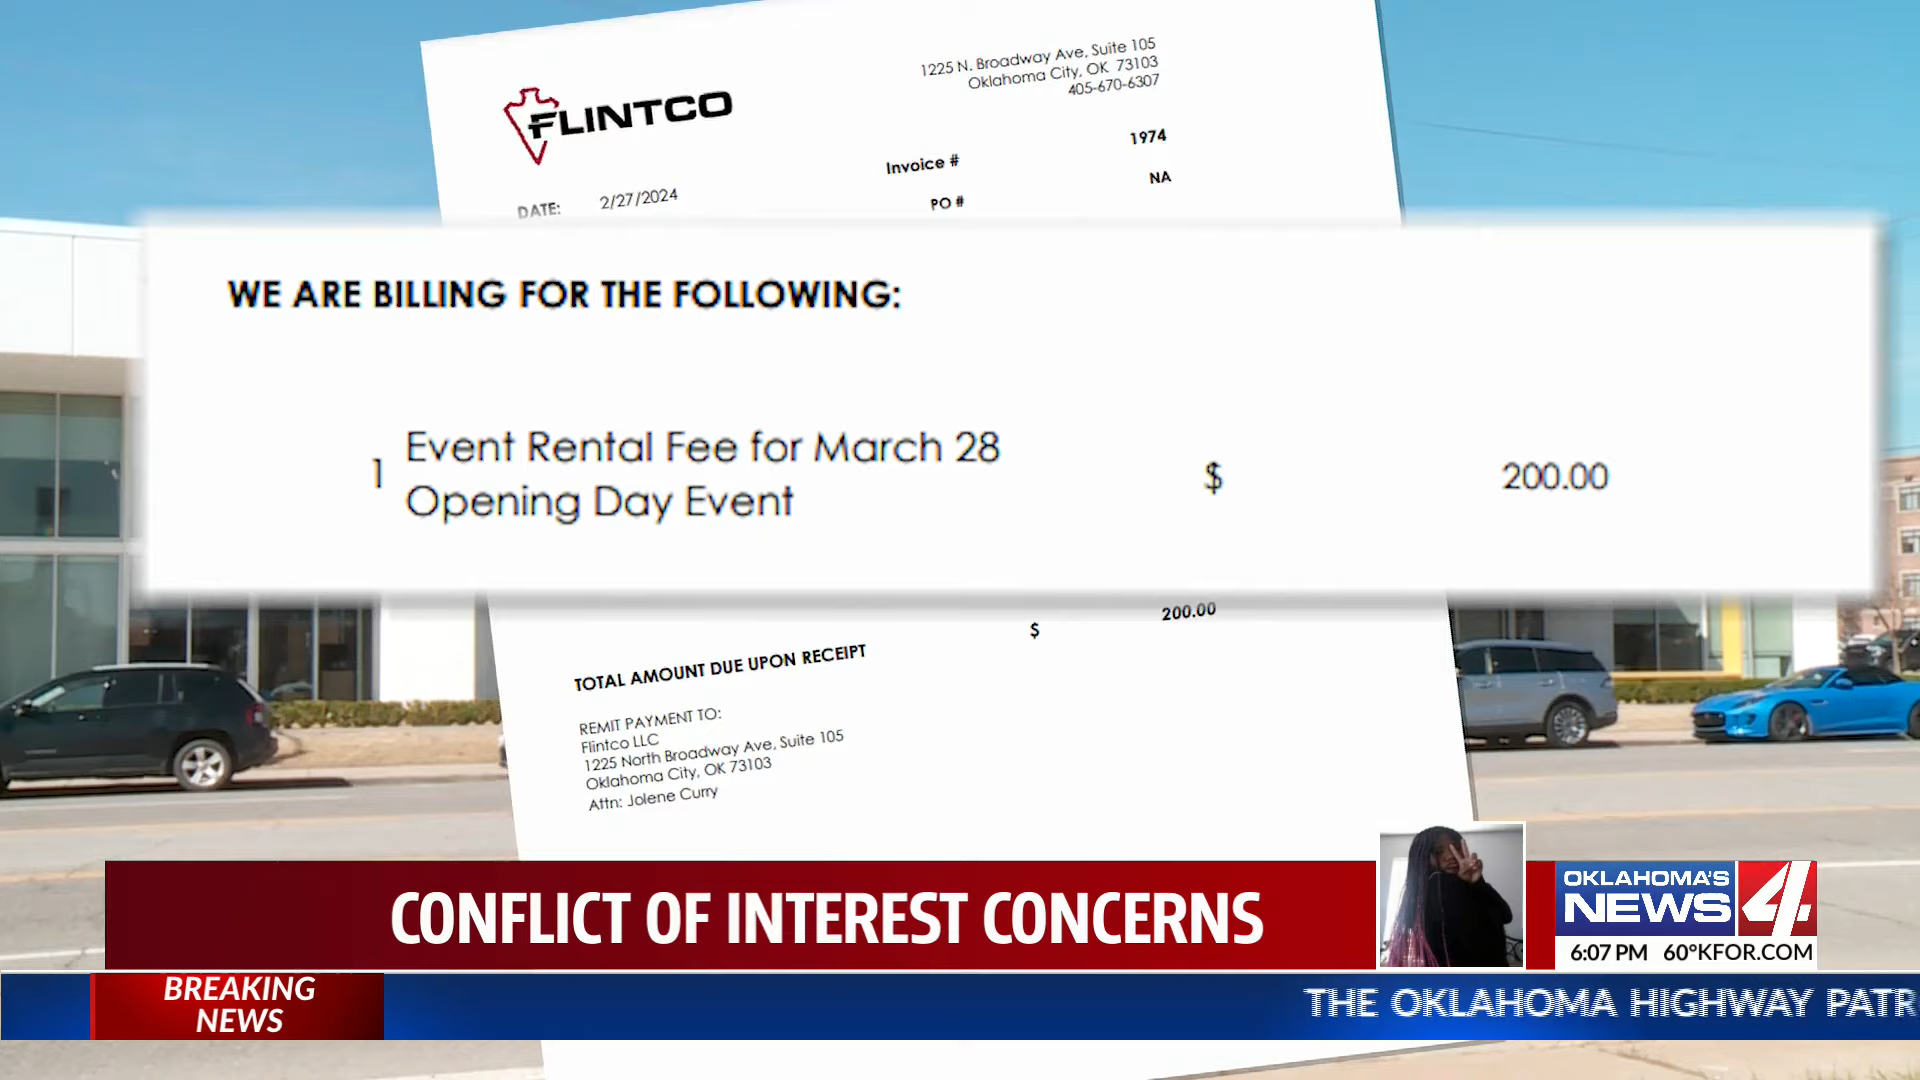 FLINTCO
1225 N. Broadway Ave, Suite 105
Oklahoma City, OK 73103
405-670-6307
Invoice # 1974
PO # NA
DATE: 2/27/2024
WE ARE BILLING FOR THE FOLLOWING:
1 Event Rental Fee for March 28 $ 200.00
Opening Day Event
TOTAL AMOUNT DUE UPON RECEIPT $ 200.00
REMIT PAYMENT TO:
Flintco LLC
1225 North Broadway Ave, Suite 105
Oklahoma City, OK 73103
Attn: Jolene Curry
CONFLICT OF INTEREST CONCERNS
OKLAHOMA'S
NEWS 4
6:07 PM 60° KFOR.COM
BREAKING
NEWS
THE OKLAHOMA HIGHWAY PATR